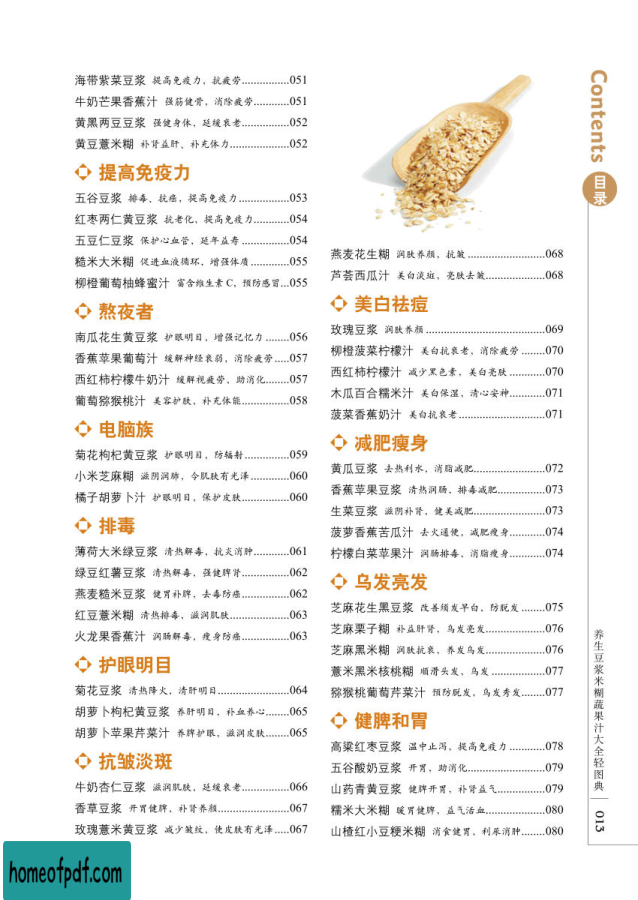 海带紫菜豆浆 提高免疫力，抗疲劳...............051
牛奶芒果香蕉汁 强筋健骨，消除疲劳...........051
黄黑两豆豆浆 强健身体，延缓衰老...............052
黄豆薏米糊 补肾益肝、补充体力..................052
提高免疫力
五谷豆浆 排毒、抗癌，提高免疫力................053
红枣两仁黄豆浆 抗老化，提高免疫力...........054
五豆仁豆浆 保护心血管，延年益寿................054
糙米大米糊 促进血液循环，增强体质.............055
柳橙葡萄柚蜂蜜汁 富含维生素 C，预防感冒...055
熬夜者
南瓜花生黄豆浆 护眼明目，增强记忆力........056
香蕉苹果葡萄汁 缓解神经衰弱，消除疲劳.....057
西红柿柠檬牛奶汁 缓解视疲劳，助消化........057
葡萄猕猴桃汁 美容护肤，补充体能...............058
电脑族
菊花枸杞黄豆浆 护眼明目，防辐射..............059
小米芝麻糊 滋阴润肺，令肌肤有光泽.............060
橘子胡萝卜汁 护眼明目，保护皮肤...............060
排毒
薄荷大米绿豆浆 清热解毒，抗炎消肿...........061
绿豆红薯豆浆 清热解毒，强健脾肾...............062
燕麦糙米豆浆 健胃补脾，去毒防癌...............062
红豆薏米糊 清热排毒，滋润肌肤..................063
火龙果香蕉汁 润肠解毒，瘦身防癌...............063
护眼明目
菊花豆浆 清热降火，清肝明目......................064
胡萝卜枸杞黄豆浆 养肝明目，补血养心........065
胡萝卜苹果芹菜汁 养脾护眼，滋润皮肤........065
抗皱淡斑
牛奶杏仁豆浆 滋润肌肤，延缓衰老...............066
香草豆浆 开胃健脾，补肾养颜......................067
玫瑰薏米黄豆浆 减少皱纹，使皮肤有光泽.....067
Contents
目录
燕麦花生糊 润肤养颜，抗皱........................068
芦荟西瓜汁 美白淡斑，亮肤去皱..................068
美白祛痘
玫瑰豆浆 润肤养颜....................................069
柳橙菠菜柠檬汁 美白抗衰老，消除疲劳........070
西红柿柠檬汁 减少黑色素，美白亮肤............070
木瓜百合糯米汁 美白保湿，清心安神...........071
菠菜香蕉奶汁 美白抗衰老...........................071
减肥瘦身
黄瓜豆浆 去热利水，消脂减肥......................072
香蕉苹果豆浆 清热润肠、排毒减肥...............073
生菜豆浆 滋阴补肾，健美减肥......................073
菠萝香蕉苦瓜汁 去火通便，减肥瘦身...........074
柠檬白菜苹果汁 润肠排毒，消脂瘦身...........074
乌发亮发
芝麻花生黑豆浆 改善须发早白，防脱发........075
芝麻栗子糊 补益肝肾，乌发亮发..................076
芝麻黑米糊 润肤抗衰、养发乌发..................076
薏米黑米核桃糊 顺滑头发、乌发.................077
猕猴桃葡萄芹菜汁 预防脱发，乌发秀发........077
健脾和胃
高粱红枣豆浆 温中止泻，提高免疫力............078
五谷酸奶豆浆 开胃，助消化........................079
山药青黄豆浆 健脾开胃，补肾益气...............079
糯米大米糊 暖胃健脾，益气活血..................080
山楂红小豆粳米糊 消食健胃，利尿消肿........080
养生豆浆米糊蔬果汁大全轻图典
013
homeofpdf.com